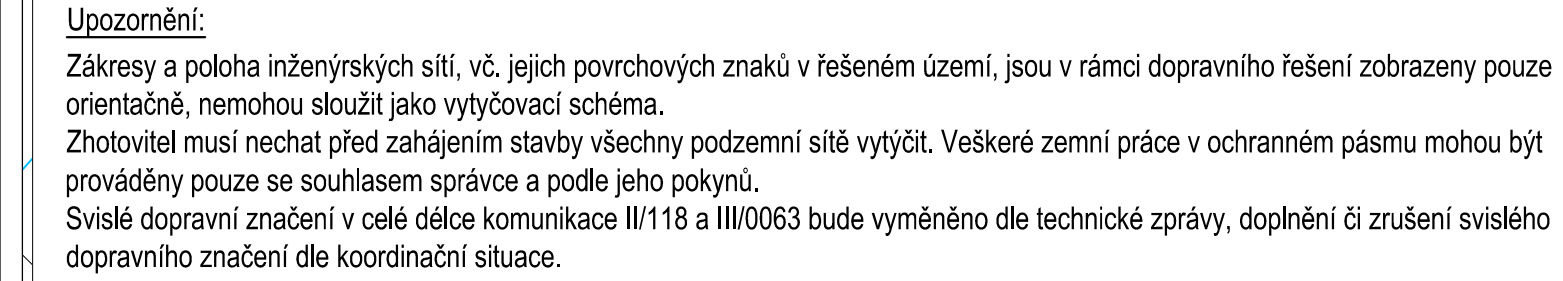 Upozornění:
Zákresy a poloha inženýrských sítí, vč. jejich povrchových znaků v řešeném území, jsou v rámci dopravního řešení zobrazeny pouze
orientačně, nemohou sloužit jako vytyčovací schéma.
Zhotovitel musí nechat před zahájením stavby všechny podzemní sítě vytýčit. Veškeré zemní práce v ochranném pásmu mohou být
prováděny pouze se souhlasem správce a podle jeho pokynů.
Svislé dopravní značení v celé délce komunikace II/118 a III/0063 bude vyměněno dle technické zprávy, doplnění či zrušení svislého
dopravního značení dle koordinační situace.